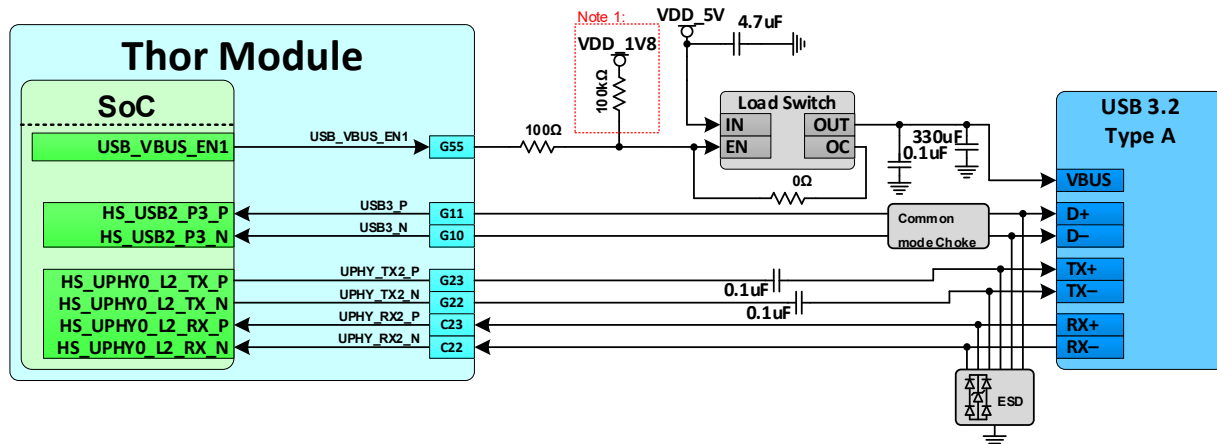 Note 1:
VDD_5V
4.7uF
Thor Module
VDD_1V8
100kΩ
SoC
Load Switch
USB 3.2
Type A
USB_VBUS_EN1
USB_VBUS_EN1
G55
100Ω
IN
OUT
EN
OC
330uF
0.1uF
0Ω
VBUS
HS_USB2_P3_P
USB3_P
G11
Common
mode Choke
D+
HS_USB2_P3_N
USB3_N
G10
D−
HS_UPHY0_L2_TX_P
UPHY_TX2_P
G23
0.1uF
TX+
HS_UPHY0_L2_TX_N
UPHY_TX2_N
G22
0.1uF
TX−
HS_UPHY0_L2_RX_P
UPHY_RX2_P
C23
RX+
HS_UPHY0_L2_RX_N
UPHY_RX2_N
C22
RX−
ESD